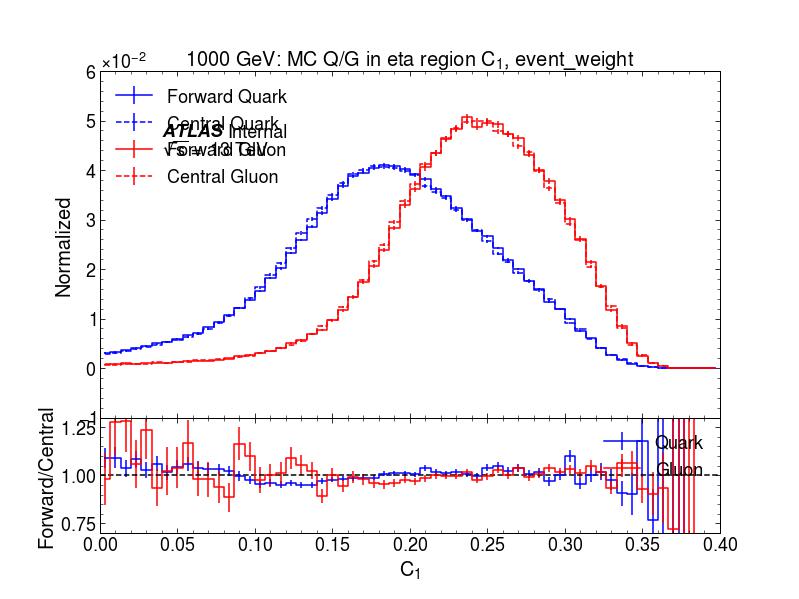 ×10⁻² 1000 GeV: MC Q/G in eta region C₁, event_weight
6
5
4
3
2
1
0
−1
Normalized
Forward Quark
Central Quark
ATLAS Internal
√s = 13 TeV
Forward Gluon
Central Gluon
Forward/Central
1.25
1.00
0.75
Quark
Gluon
0.00 0.05 0.10 0.15 0.20 0.25 0.30 0.35 0.40
C₁